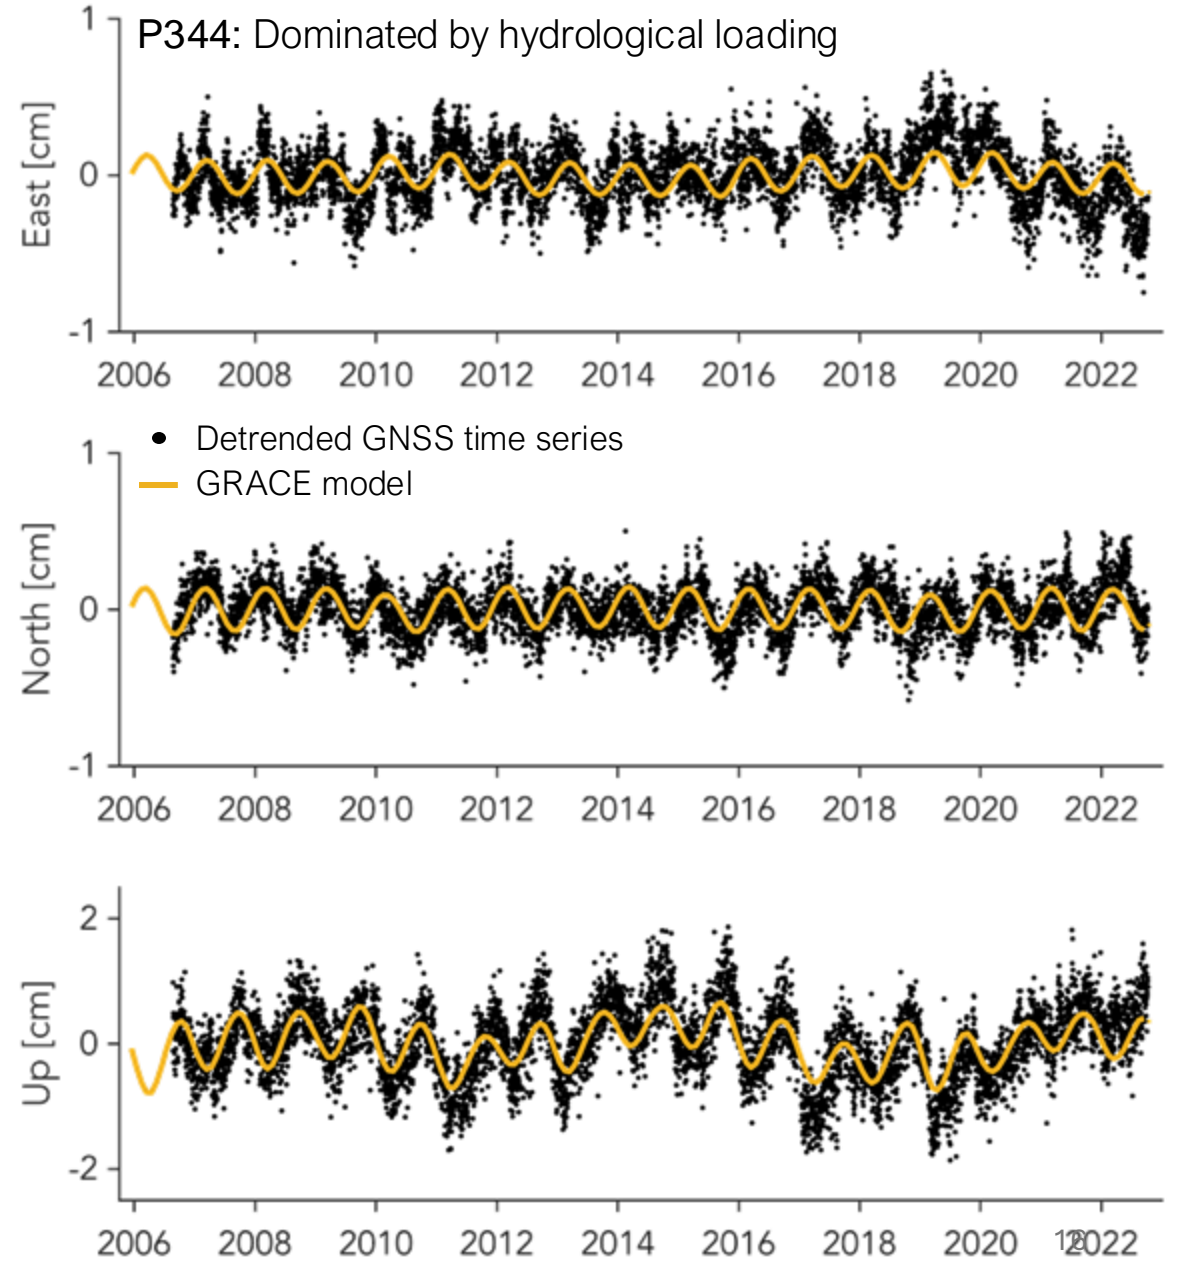 P344: Dominated by hydrological loading
East [cm]
1
0
-1
2006 2008 2010 2012 2014 2016 2018 2020 2022
Detrended GNSS time series
GRACE model
North [cm]
1
0
-1
2006 2008 2010 2012 2014 2016 2018 2020 2022
Up [cm]
2
0
-2
2006 2008 2010 2012 2014 2016 2018 2020 2022